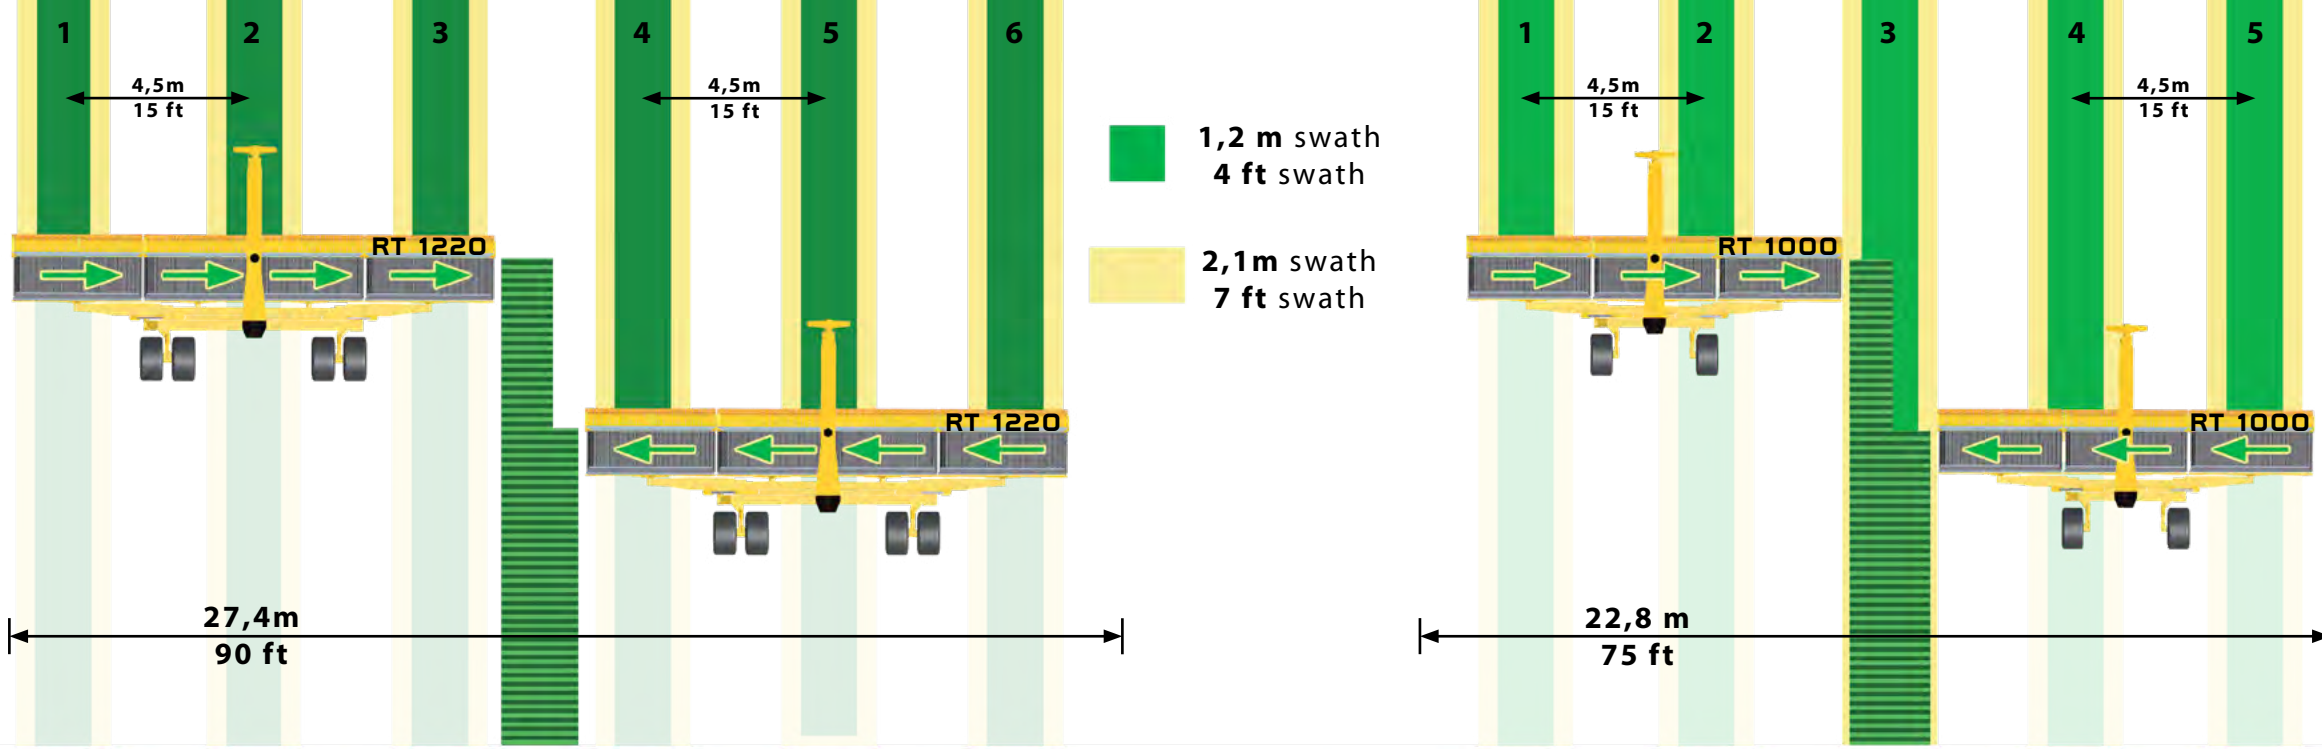 1 2 3 4 5 6
4,5m 4,5m
15 ft 15 ft
RT 1220
RT 1220
27,4m
90 ft
1,2 m swath
4 ft swath
2,1m swath
7 ft swath
1 2 3 4 5
4,5m 4,5m
15 ft 15 ft
RT 1000
RT 1000
22,8 m
75 ft